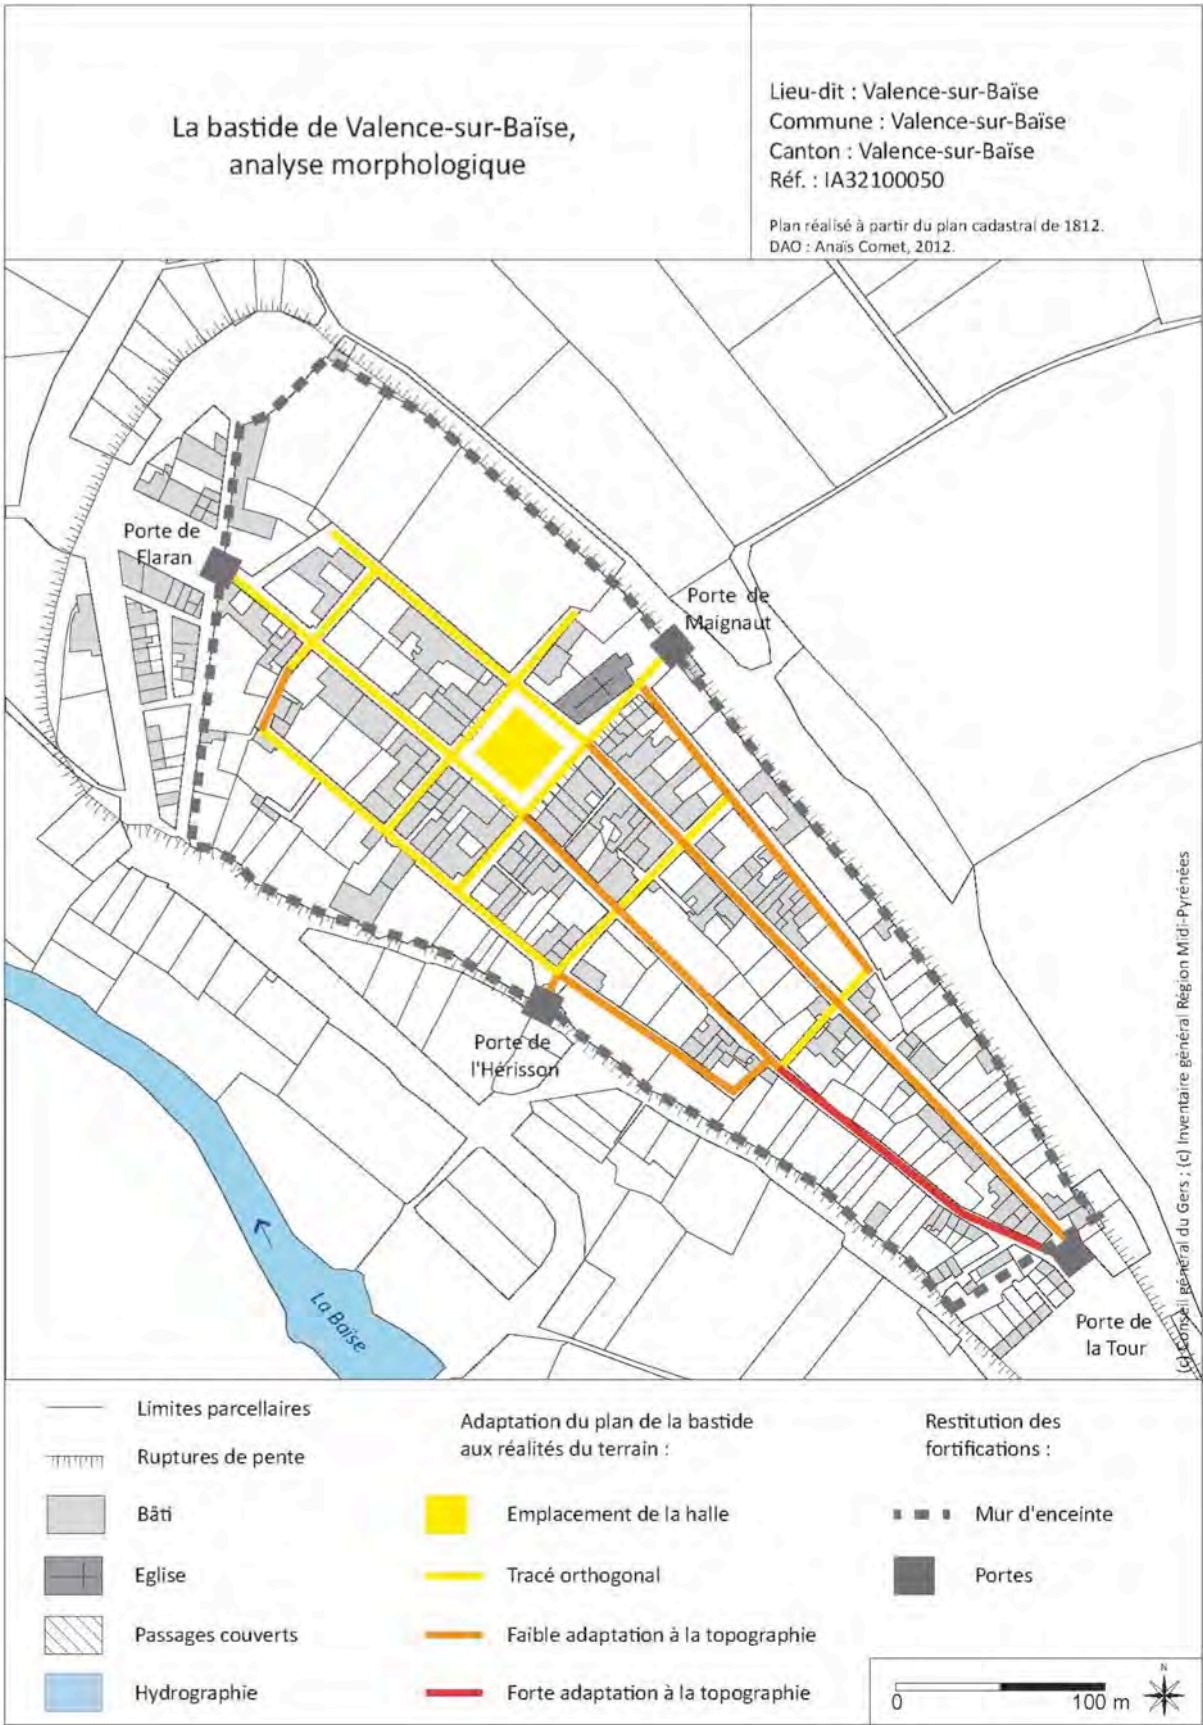 La bastide de Valence-sur-Baïse,
analyse morphologique
Lieu-dit : Valence-sur-Baïse
Commune : Valence-sur-Baïse
Canton : Valence-sur-Baïse
Réf. : IA32100050
Plan réalisé à partir du plan cadastral de 1812.
DAO : Anaïs Comet, 2012.
Porte de
Flaran
Porte de
Maignaut
Porte de
l'Hérisson
La Baïse
Porte de
la Tour
(c) Conseil général du Gers ; (c) Inventaire général Région Midi-Pyrénées
Limites parcellaires
Ruptures de pente
Bâti
Eglise
Passages couverts
Hydrographie
Adaptation du plan de la bastide
aux réalités du terrain :
Emplacement de la halle
Tracé orthogonal
Faible adaptation à la topographie
Forte adaptation à la topographie
Restitution des
fortifications :
Mur d'enceinte
Portes
N
0 100 m